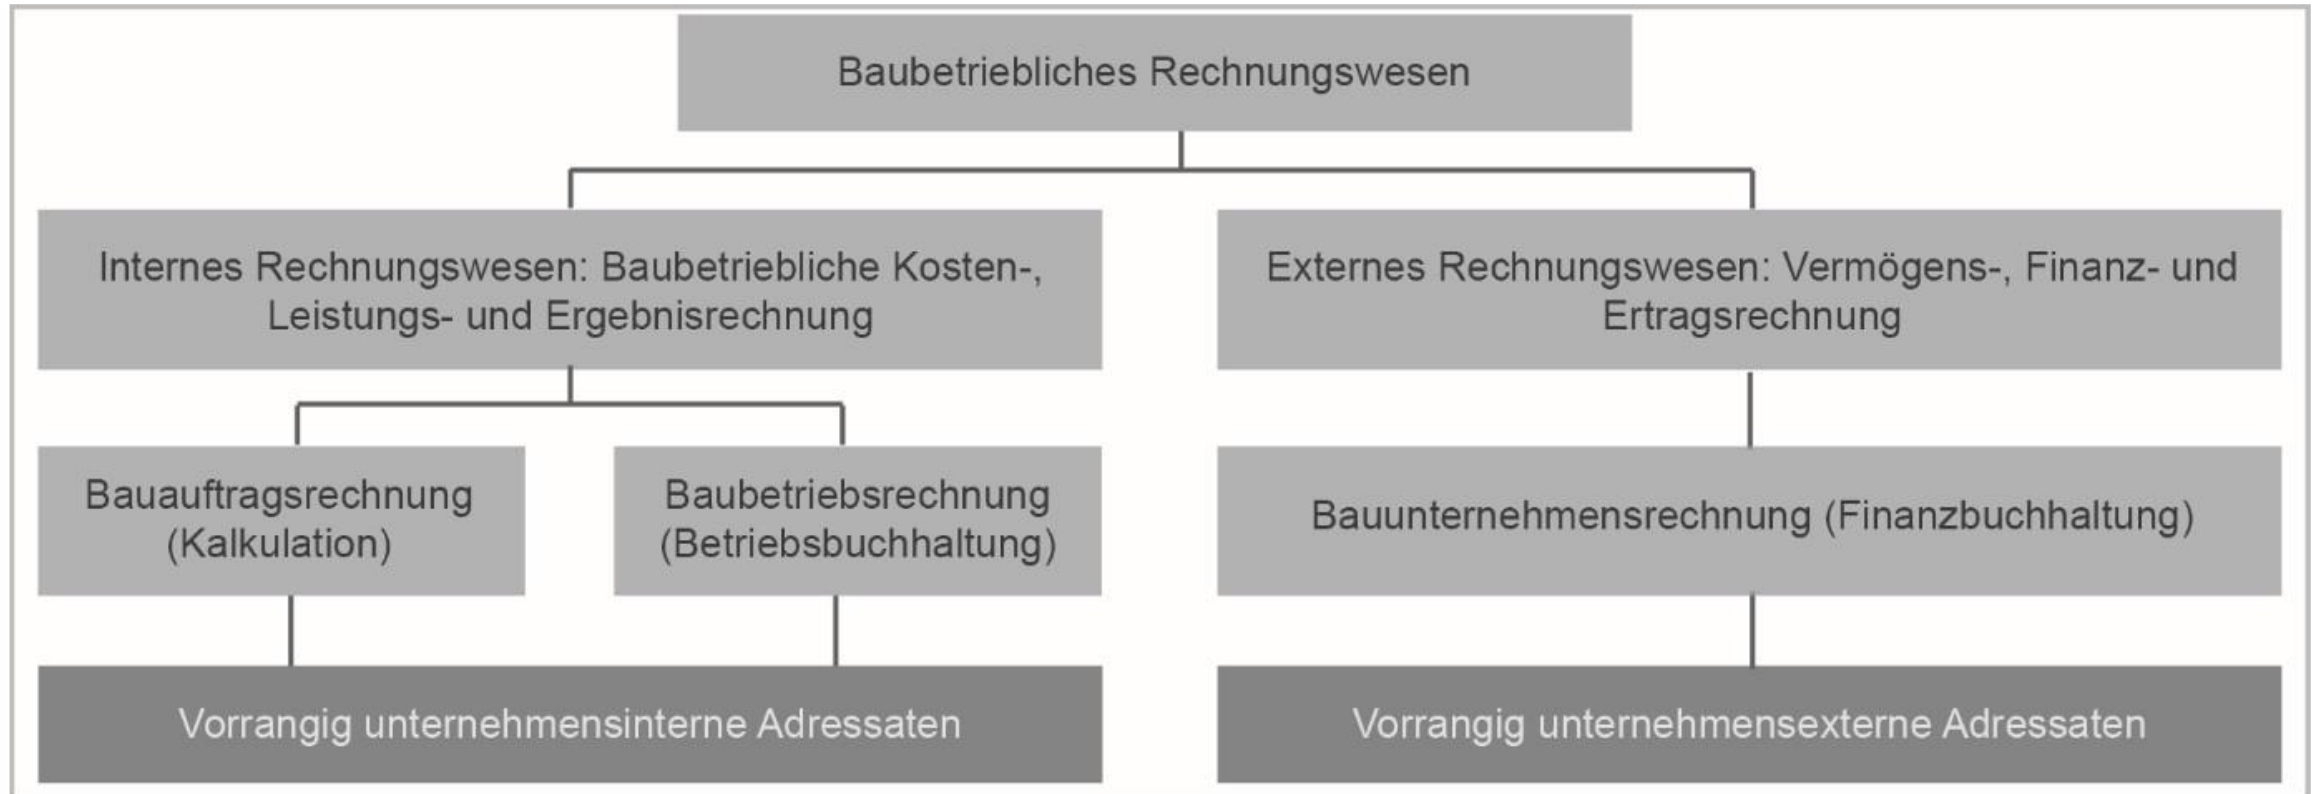 Baubetriebliches Rechnungswesen
Internes Rechnungswesen: Baubetriebliche Kosten-,
Leistungs- und Ergebnisrechnung
Externes Rechnungswesen: Vermögens-, Finanz- und
Ertragsrechnung
Bauauftragsrechnung
(Kalkulation)
Baubetriebsrechnung
(Betriebsbuchhaltung)
Bauunternehmensrechnung (Finanzbuchhaltung)
Vorrangig unternehmensinterne Adressaten
Vorrangig unternehmensexterne Adressaten